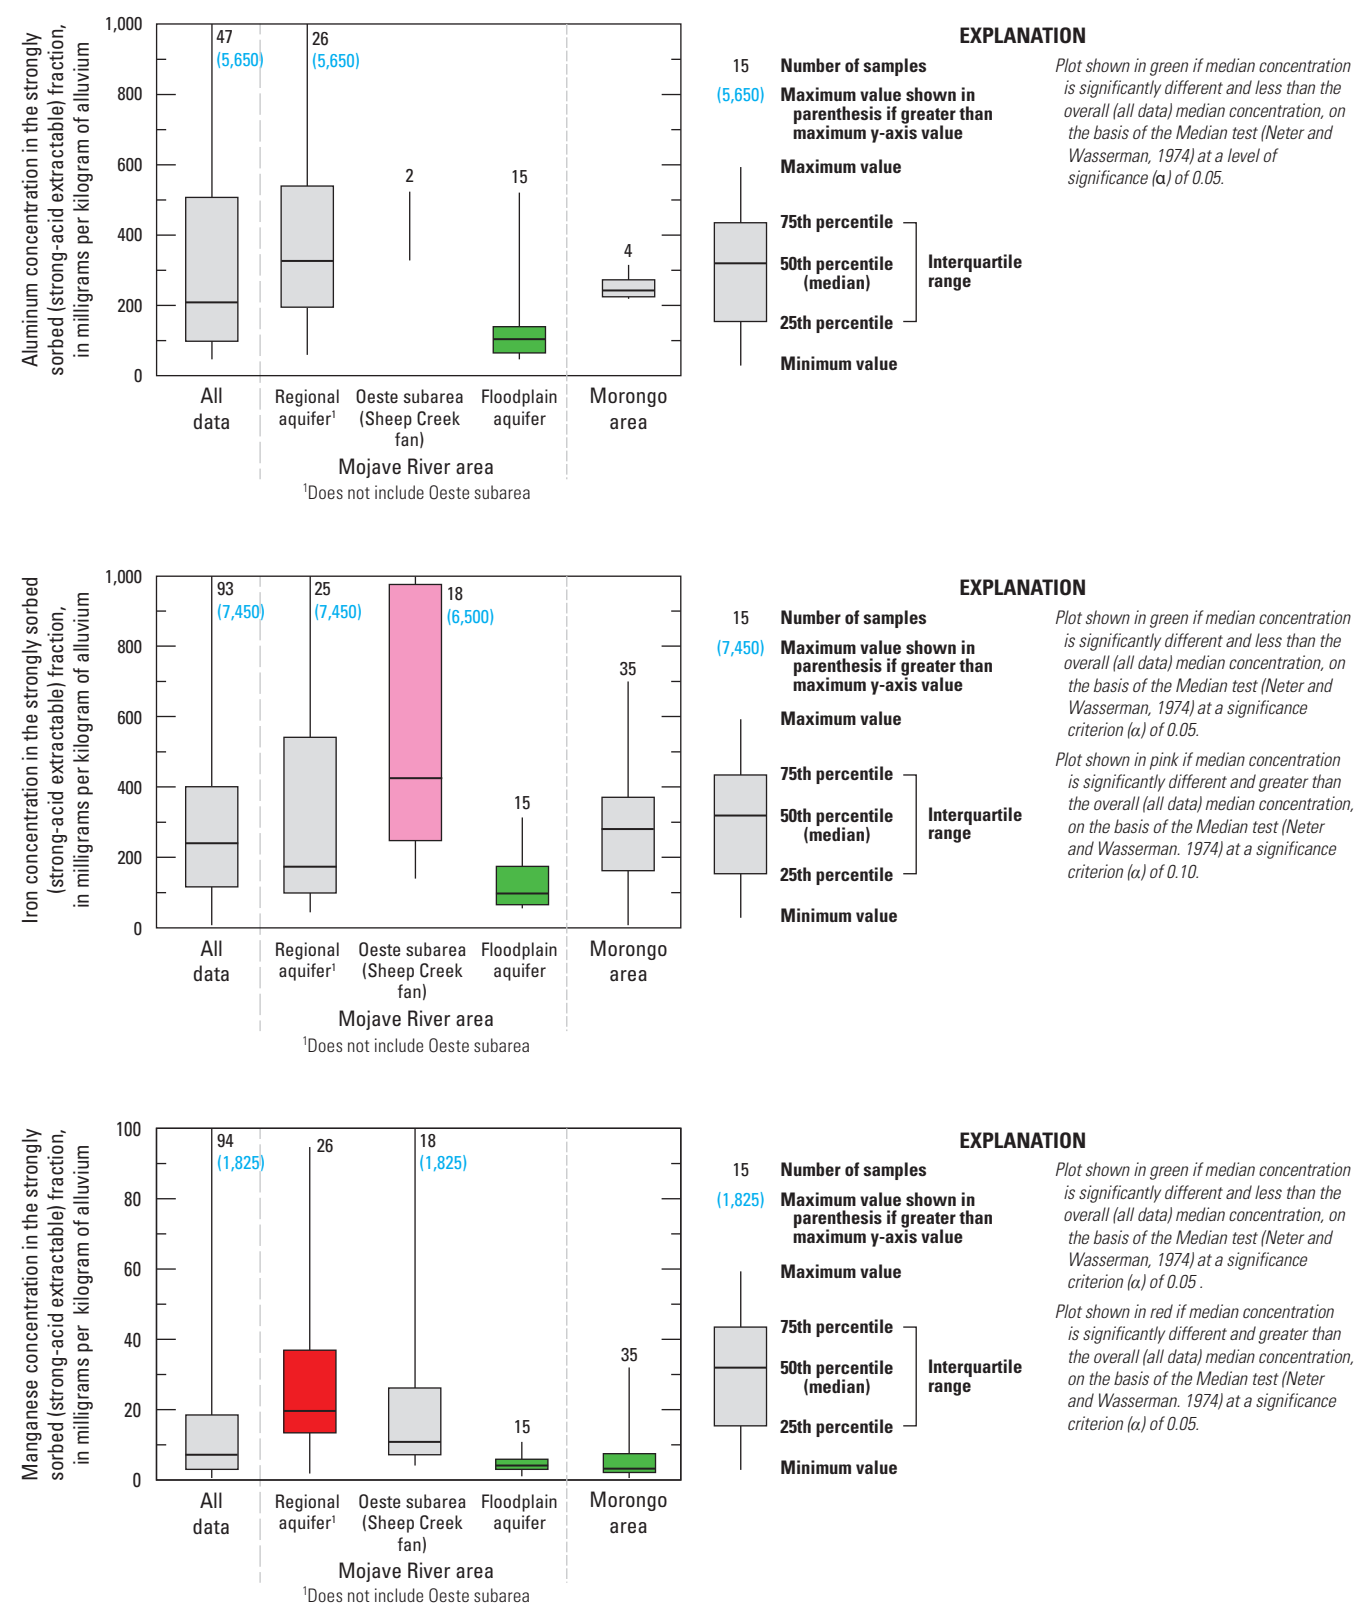 Aluminum concentration in the strongly
sorbed (strong-acid extractable) fraction,
in milligrams per kilogram of alluvium
1,000
800
600
400
200
0
47
(5,650)
26
(5,650)
2
15
4
All
data
Regional
aquifer¹
Oeste subarea
(Sheep Creek
fan)
Floodplain
aquifer
Morongo
area
Mojave River area
¹Does not include Oeste subarea
EXPLANATION
15 Number of samples
(5,650) Maximum value shown in
parenthesis if greater than
maximum y-axis value
Maximum value
75th percentile
50th percentile
(median)
Interquartile
range
25th percentile
Minimum value
Plot shown in green if median concentration
is significantly different and less than the
overall (all data) median concentration, on
the basis of the Median test (Neter and
Wasserman, 1974) at a level of
significance (α) of 0.05.
Iron concentration in the strongly sorbed
(strong-acid extractable) fraction,
in milligrams per kilogram of alluvium
1,000
800
600
400
200
0
93
(7,450)
25
(7,450)
18
(6,500)
15
35
All
data
Regional
aquifer¹
Oeste subarea
(Sheep Creek
fan)
Floodplain
aquifer
Morongo
area
Mojave River area
¹Does not include Oeste subarea
EXPLANATION
15 Number of samples
(7,450) Maximum value shown in
parenthesis if greater than
maximum y-axis value
Maximum value
75th percentile
50th percentile
(median)
Interquartile
range
25th percentile
Minimum value
Plot shown in green if median concentration
is significantly different and less than the
overall (all data) median concentration, on
the basis of the Median test (Neter and
Wasserman, 1974) at a significance
criterion (α) of 0.05.
Plot shown in pink if median concentration
is significantly different and greater than
the overall (all data) median concentration,
on the basis of the Median test (Neter
and Wasserman. 1974) at a significance
criterion (α) of 0.10.
Manganese concentration in the strongly
sorbed (strong-acid extractable) fraction,
in milligrams per kilogram of alluvium
100
80
60
40
20
0
94
(1,825)
26
18
(1,825)
15
35
All
data
Regional
aquifer¹
Oeste subarea
(Sheep Creek
fan)
Floodplain
aquifer
Morongo
area
Mojave River area
¹Does not include Oeste subarea
EXPLANATION
15 Number of samples
(1,825) Maximum value shown in
parenthesis if greater than
maximum y-axis value
Maximum value
75th percentile
50th percentile
(median)
Interquartile
range
25th percentile
Minimum value
Plot shown in green if median concentration
is significantly different and less than the
overall (all data) median concentration, on
the basis of the Median test (Neter and
Wasserman, 1974) at a significance
criterion (α) of 0.05 .
Plot shown in red if median concentration
is significantly different and greater than
the overall (all data) median concentration,
on the basis of the Median test (Neter
and Wasserman. 1974) at a significance
criterion (α) of 0.05.